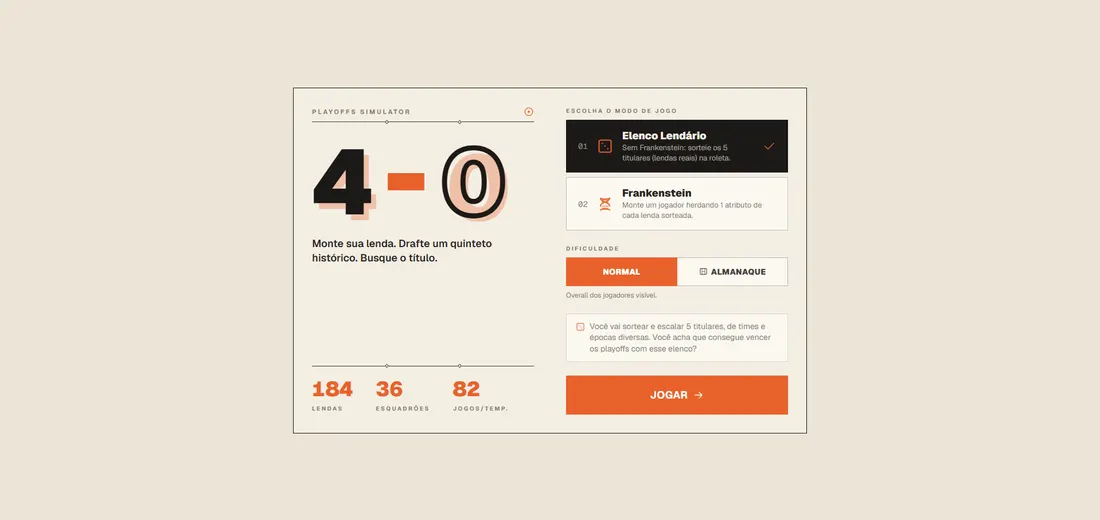 PLAYOFFS SIMULATOR
4-0
Monte sua lenda. Drafte um quinteto
histórico. Busque o título.
184
LENDAS
36
ESQUADRÕES
82
JOGOS/TEMP.
ESCOLHA O MODO DE JOGO
01
Elenco Lendário
Sem Frankenstein: sorteie os 5
titulares (lendas reais) na roleta.
02
Frankenstein
Monte um jogador herdando 1 atributo de
cada lenda sorteada.
DIFICULDADE
NORMAL
ALMANAQUE
Overall dos jogadores visível.
Você vai sortear e escalar 5 titulares, de times e
épocas diversas. Você acha que consegue vencer
os playoffs com esse elenco?
JOGAR →